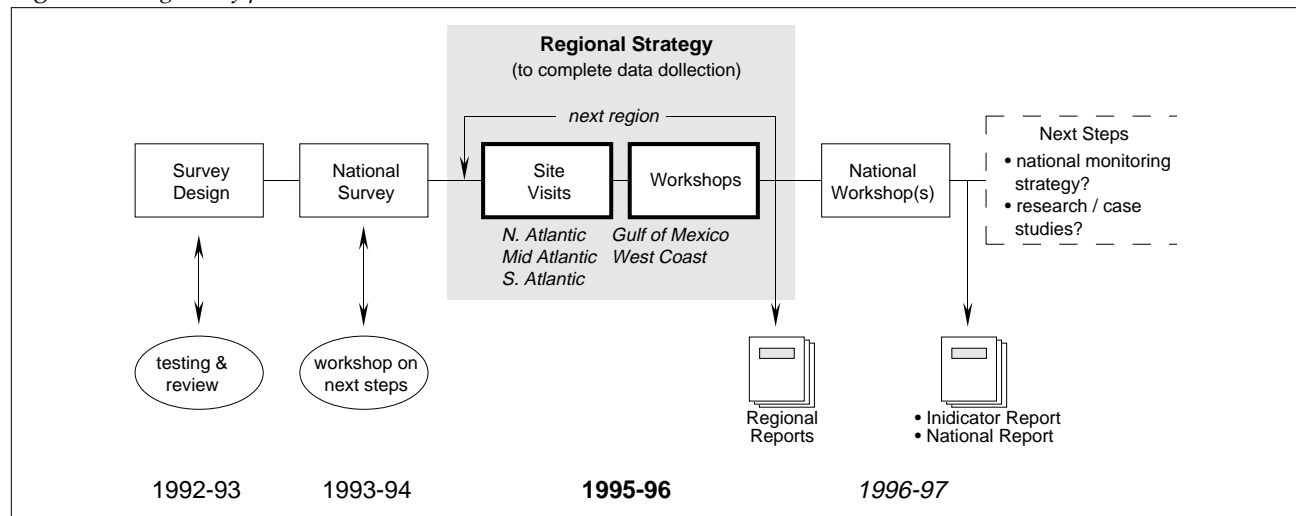 Regional Strategy
(to complete data dollection)
next region
Survey
Design
National
Survey
Site
Visits
Workshops
National
Workshop(s)
Next Steps
• national monitoring
strategy?
• research / case
studies?
N. Atlantic
Mid Atlantic
S. Atlantic
Gulf of Mexico
West Coast
testing &
review
workshop on
next steps
Regional
Reports
• Inidicator Report
• National Report
1992-93
1993-94
1995-96
1996-97